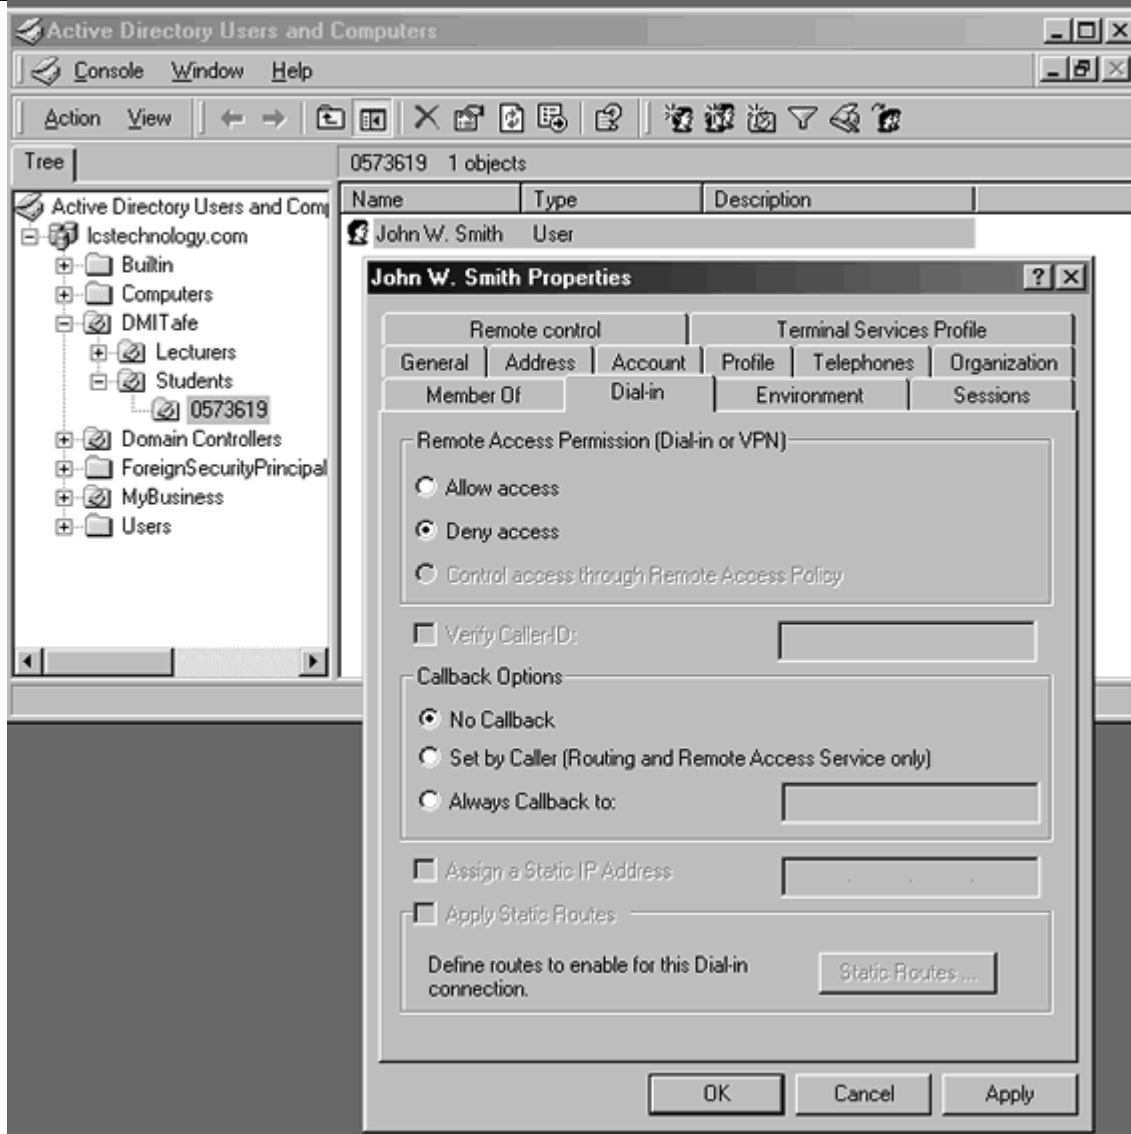 Active Directory Users and Computers
Console Window Help
Action View
Tree
0573619 1 objects
Name Type Description
Active Directory Users and Comp
lcstechnology.com
Builtin
Computers
DMITafe
Lecturers
Students
0573619
Domain Controllers
ForeignSecurityPrincipal
MyBusiness
Users
John W. Smith User
John W. Smith Properties
Remote control Terminal Services Profile
General Address Account Profile Telephones Organization
Member Of Dial-in Environment Sessions
Remote Access Permission (Dial-in or VPN)
Allow access
Deny access
Control access through Remote Access Policy
Verify Caller-ID:
Callback Options
No Callback
Set by Caller (Routing and Remote Access Service only)
Always Callback to:
Assign a Static IP Address
Apply Static Routes
Define routes to enable for this Dial-in
connection.
Static Routes ...
OK Cancel Apply